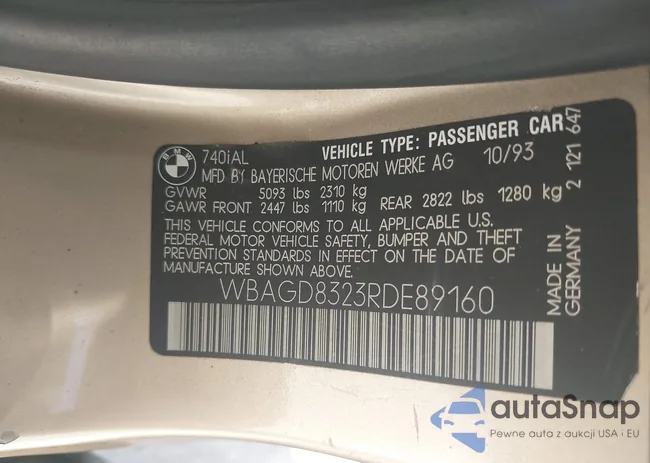 BMW
740iAL
VEHICLE TYPE: PASSENGER CAR
MFD BY BAYERISCHE MOTOREN WERKE AG 10/93
GVWR 5093 lbs 2310 kg
GAWR FRONT 2447 lbs 1110 kg REAR 2822 lbs 1280 kg
THIS VEHICLE CONFORMS TO ALL APPLICABLE U.S.
FEDERAL MOTOR VEHICLE SAFETY, BUMPER AND THEFT
PREVENTION STANDARDS IN EFFECT ON THE DATE OF
MANUFACTURE SHOWN ABOVE.
WBAGD8323RDE89160
MADE IN
GERMANY
2 121 647
autaSnap
Pewne auta z aukcji USA i EU